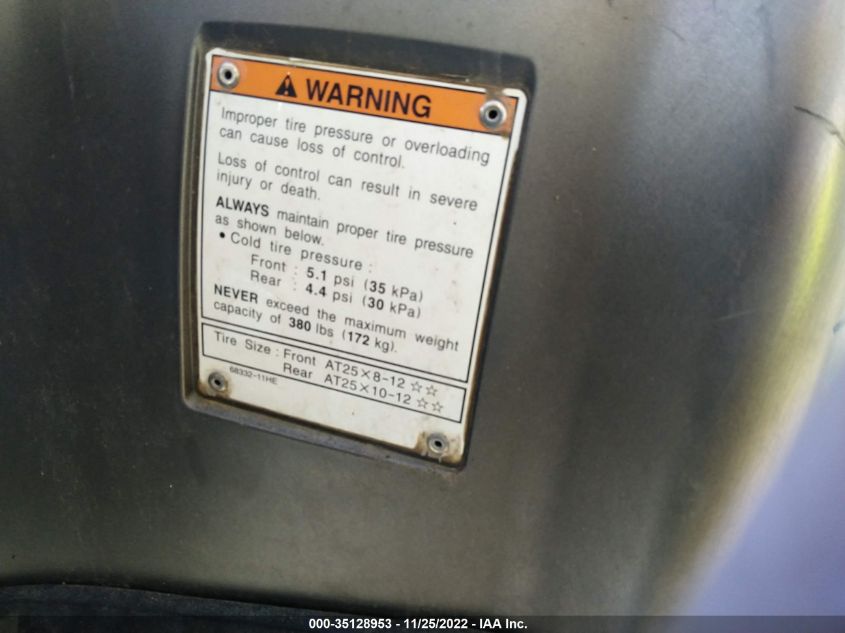 WARNING
Improper tire pressure or overloading
can cause loss of control.
Loss of control can result in severe
injury or death.
ALWAYS maintain proper tire pressure
as shown below.
• Cold tire pressure :
Front : 5.1 psi (35 kPa)
Rear : 4.4 psi (30 kPa)
NEVER exceed the maximum weight
capacity of 380 lbs (172 kg).
Tire Size : Front AT25×8-12 ☆☆
Rear AT25×10-12 ☆☆
68332-11HE
000-35128953 - 11/25/2022 - IAA Inc.